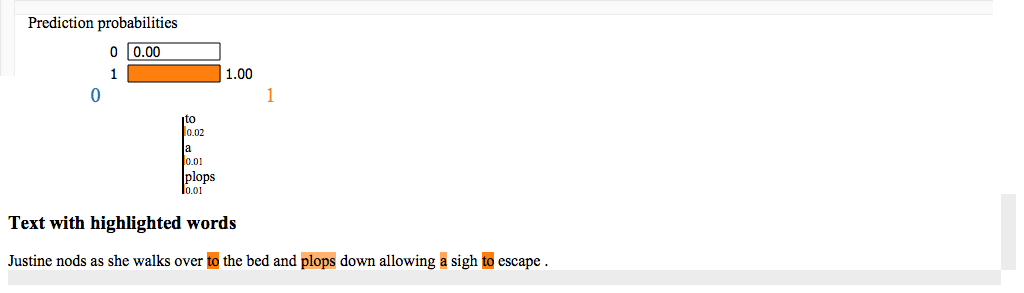 Prediction probabilities
0 0.00
1 1.00
0 1
to
0.02
a
0.01
plops
0.01
Text with highlighted words
Justine nods as she walks over to the bed and plops down allowing a sigh to escape .